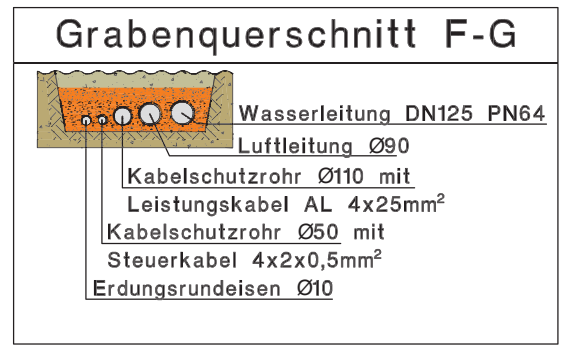 Grabenquerschnitt F-G
Wasserleitung DN125 PN64
Luftleitung Ø90
Kabelschutzrohr Ø110 mit
Leistungskabel AL 4x25mm²
Kabelschutzrohr Ø50 mit
Steuerkabel 4x2x0,5mm²
Erdungsrundeisen Ø10